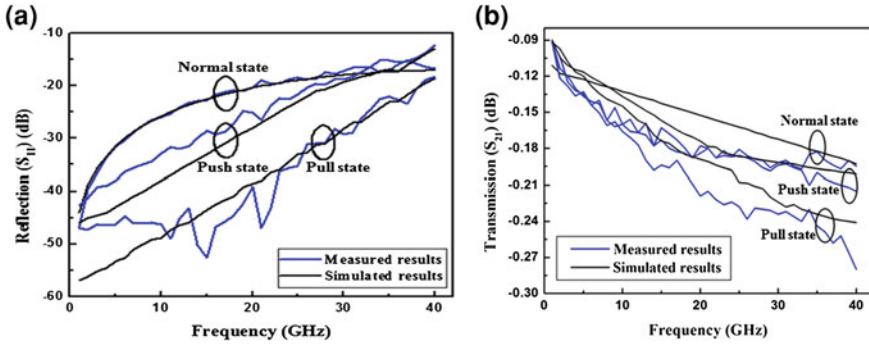 (a)
-10
-20
-30
-40
-50
-60
Reflection (S11) (dB)
Normal state
Push state
Pull state
Measured results
Simulated results
0
10
20
30
40
Frequency (GHz)
(b)
-0.09
-0.12
-0.15
-0.18
-0.21
-0.24
-0.27
-0.30
Transmission (S21) (dB)
Normal state
Push state
Pull state
Measured results
Simulated results
0
10
20
30
40
Frequency (GHz)